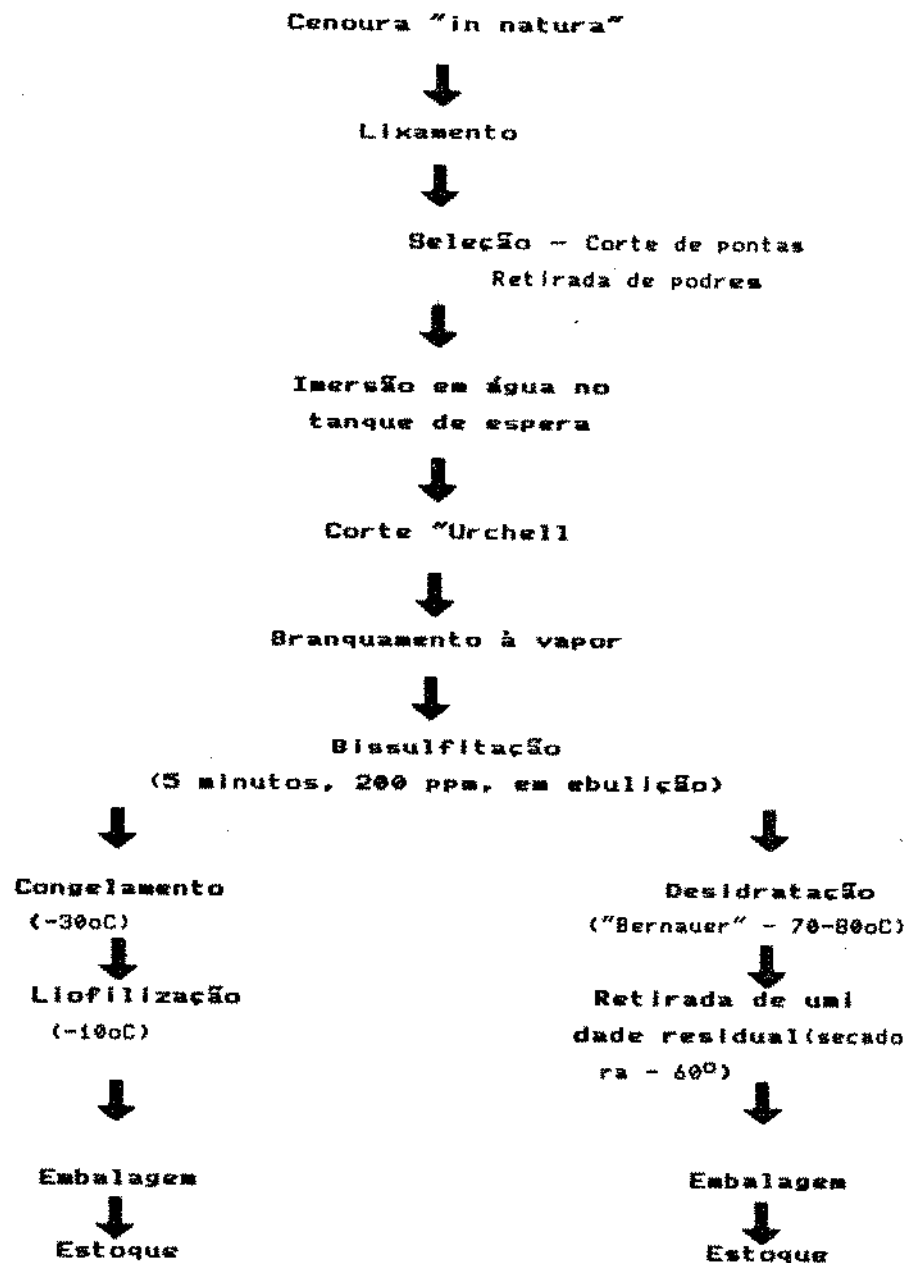 Cenoura "in natura"
Lixamento
Seleção - Corte de pontas
Retirada de podres
Imersão em água no
tanque de espera
Corte "Urchell
Branquamento à vapor
Bissulfitação
(5 minutos, 200 ppm, em ebulição)
Congelamento
(-30oC)
Liofilização
(-10oC)
Embalagem
Estoque
Desidratação
("Bernauer" - 70-80oC)
Retirada de umi
dade residual(secado
ra - 60º)
Embalagem
Estoque